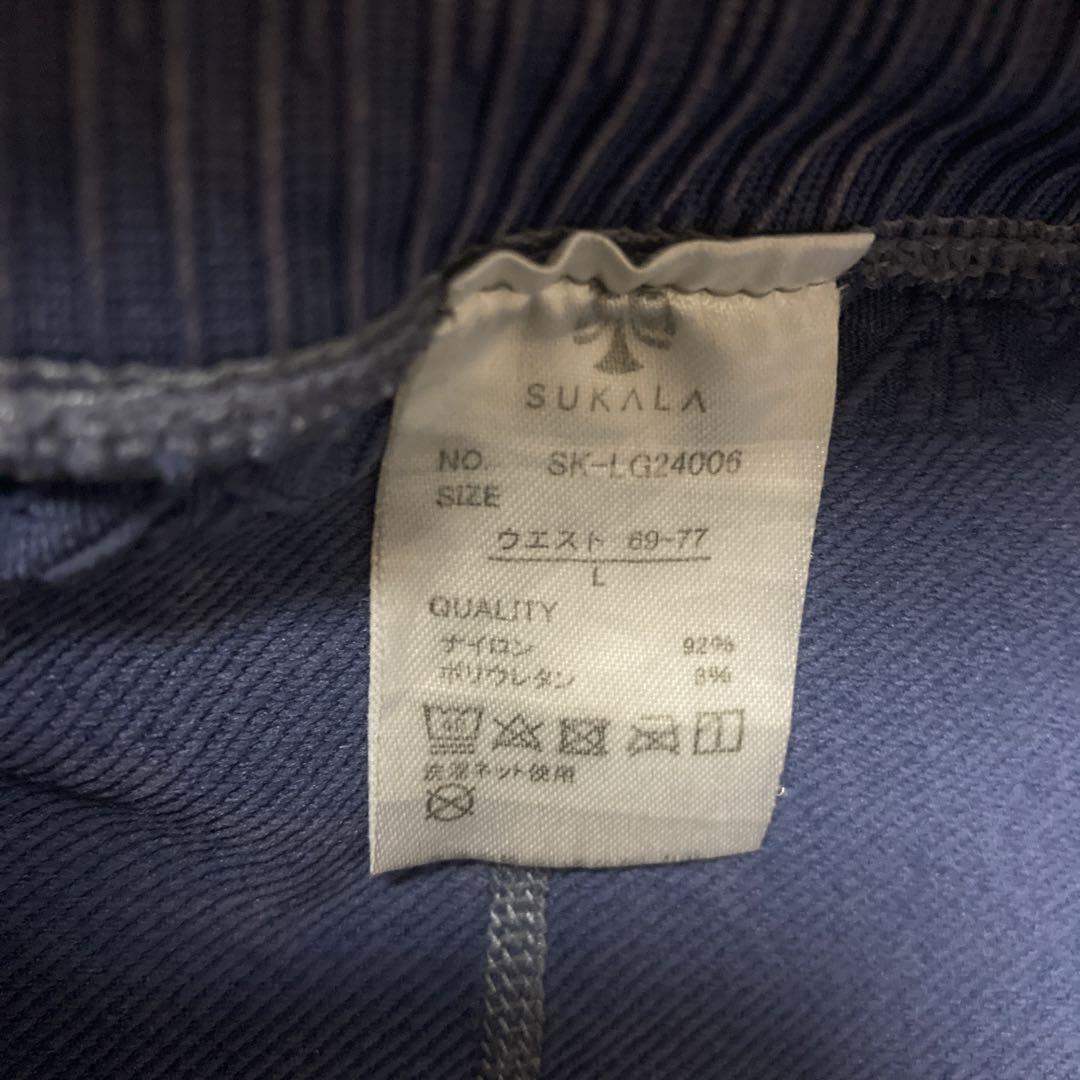 SUKALA
NO. SK-LG24006
SIZE
ウエスト 69-77
L
QUALITY
ナイロン 92%
ポリウレタン 8%
洗濯ネット使用